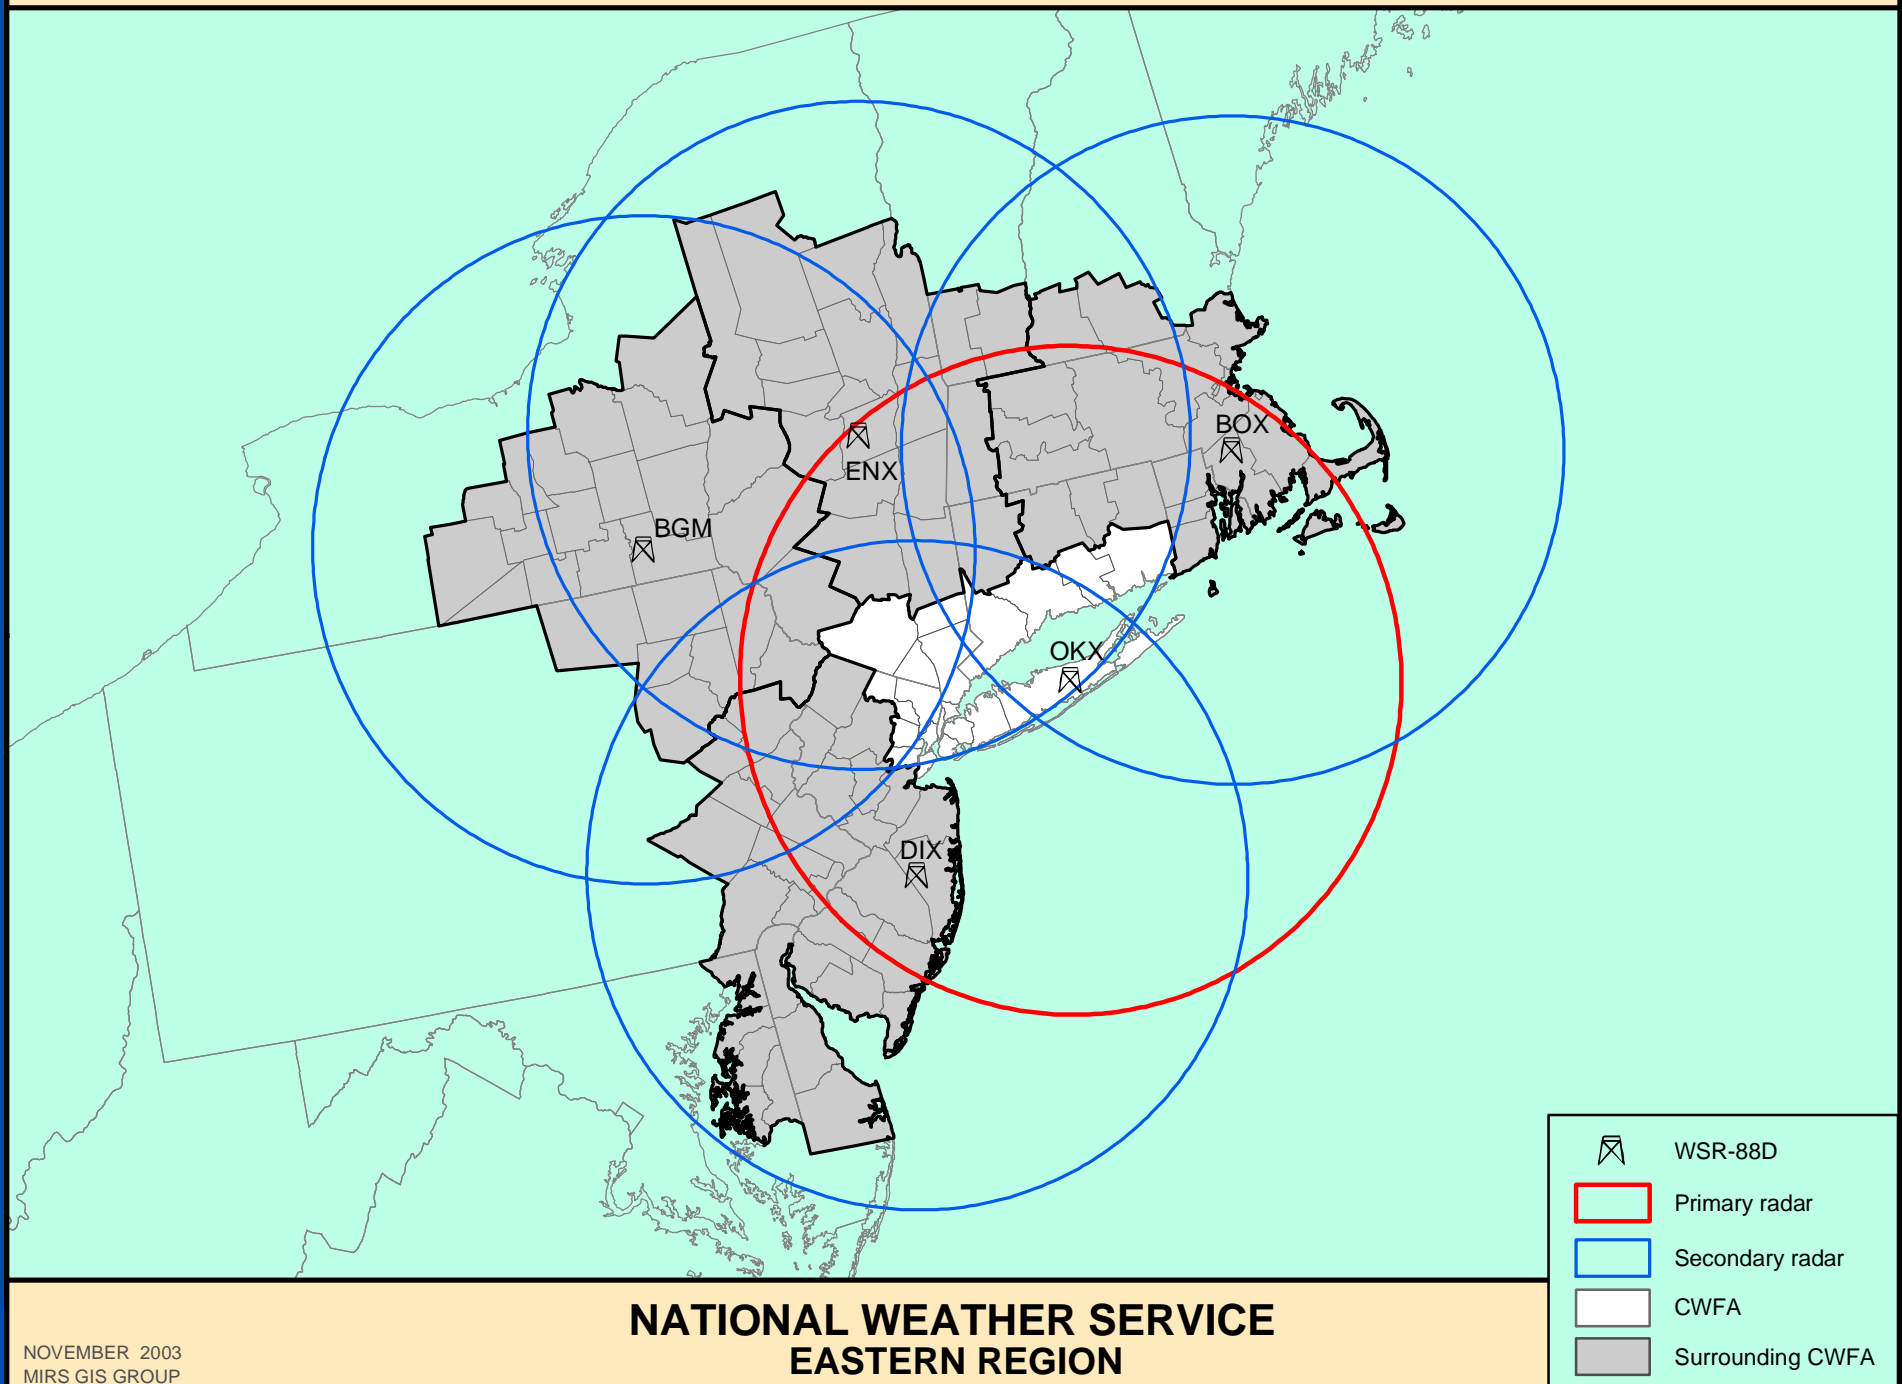 BOX
ENX
BGM
OKX
DIX
WSR-88D
Primary radar
Secondary radar
CWFA
Surrounding CWFA
NATIONAL WEATHER SERVICE
EASTERN REGION
NOVEMBER 2003
MIRS GIS GROUP